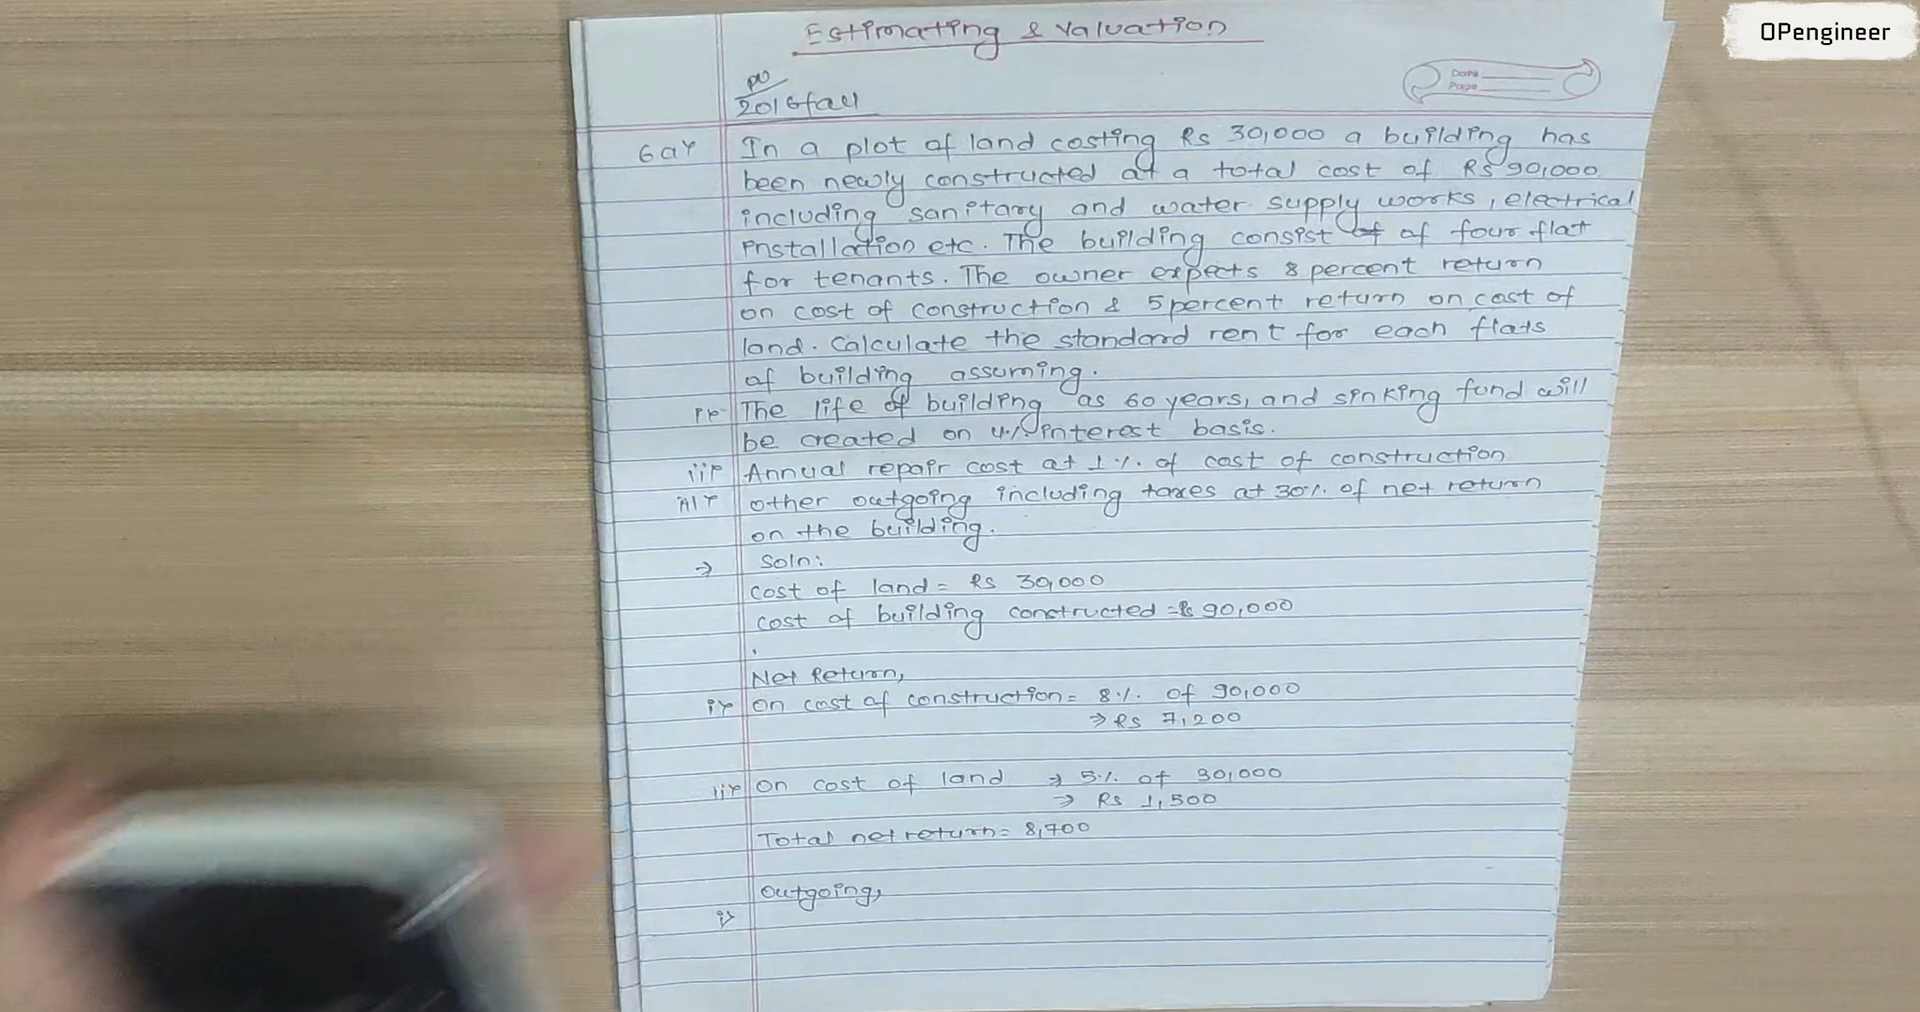 OPengineer
Estimating & Valuation
PU
2016 fall
Date
Page
6 a) In a plot of land costing Rs 30,000 a building has
been newly constructed at a total cost of Rs 90,000
including sanitary and water supply works, electrical
installation etc. The building consist of of four flat
for tenants. The owner expects 8 percent return
on cost of construction & 5 percent return on cost of
land. Calculate the standard rent for each flats
of building assuming.
i) The life of building as 60 years, and sinking fund will
be created on 4% interest basis.
ii) Annual repair cost at 1% of cost of construction
iii) other outgoing including taxes at 30% of net return
on the building.
→ Soln:
cost of land = Rs 30,000
cost of building constructed = Rs 90,000
Net Return,
i) on cost of construction = 8% of 90,000
⇒ Rs 7,200
ii) on cost of land ⇒ 5% of 30,000
⇒ Rs 1,500
Total net return = 8,700
Outgoing,
i)